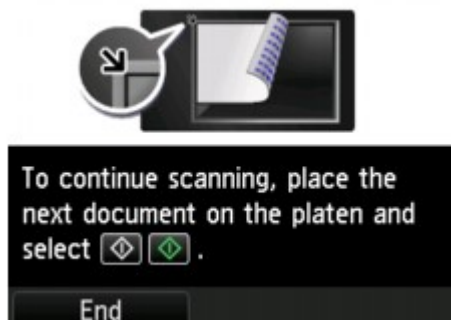 To continue scanning, place the
next document on the platen and
select .
End